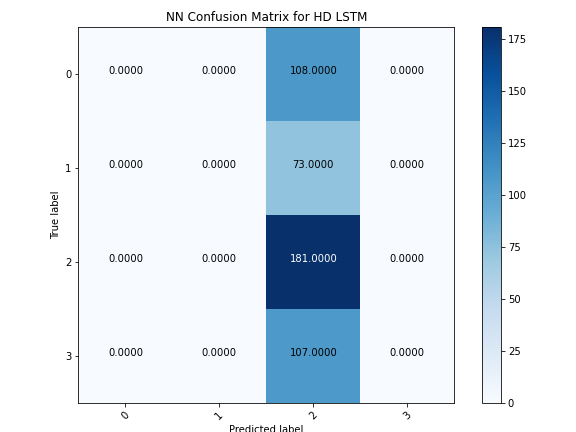 NN Confusion Matrix for HD LSTM
0 0.0000 0.0000 108.0000 0.0000
1 0.0000 0.0000 73.0000 0.0000
2 0.0000 0.0000 181.0000 0.0000
3 0.0000 0.0000 107.0000 0.0000
True label
0 1 2 3
Predicted label
175
150
125
100
75
50
25
0